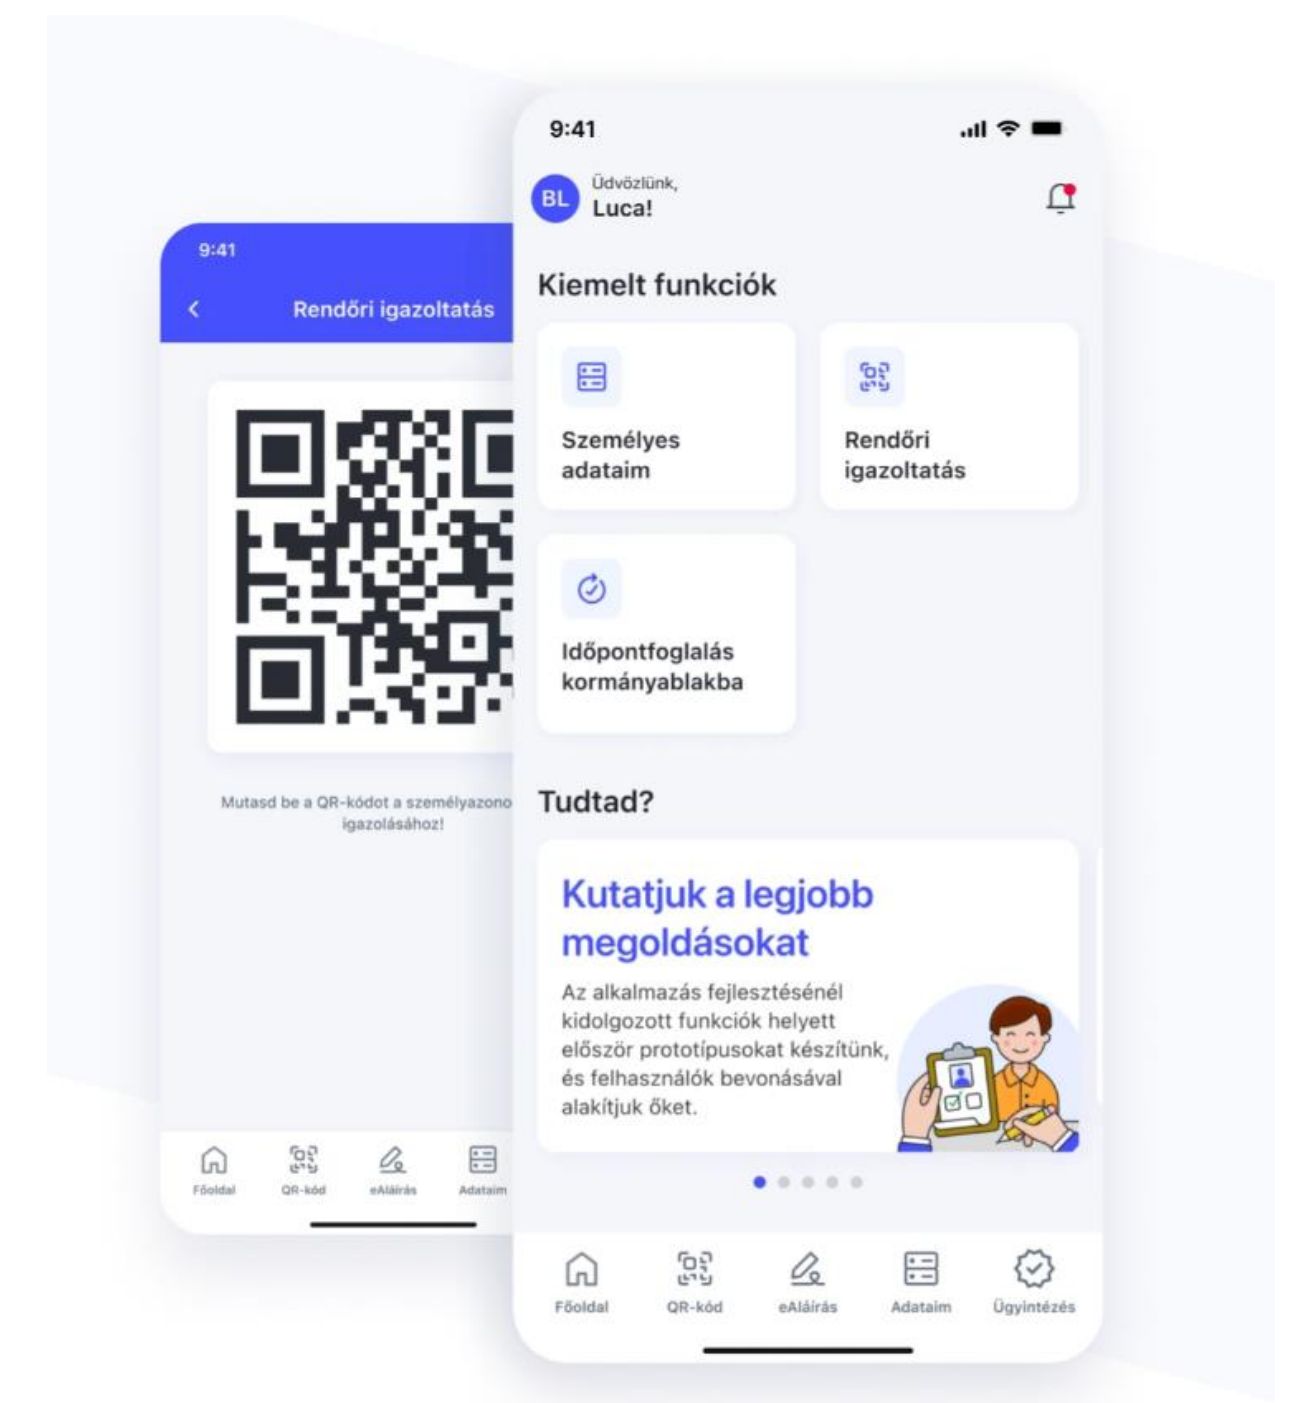 9:41
Rendőri igazoltatás
Mutasd be a QR-kódot a
igazolásához!
Főoldal
QR-kód
eAláírás
Adataim
9:41
BL
Üdvözlünk,
Luca!
Kiemelt funkciók
Személyes
adataim
Rendőri
igazoltatás
Időpontfoglalás
kormányablakba
Tudtad?
Kutatjuk a legjobb
megoldásokat
Az alkalmazás fejlesztésénél
kidolgozott funkciók helyett
először prototípusokat készítünk,
és felhasználók bevonásával
alakítjuk őket.
Főoldal
QR-kód
eAláírás
Adataim
Ügyintézés